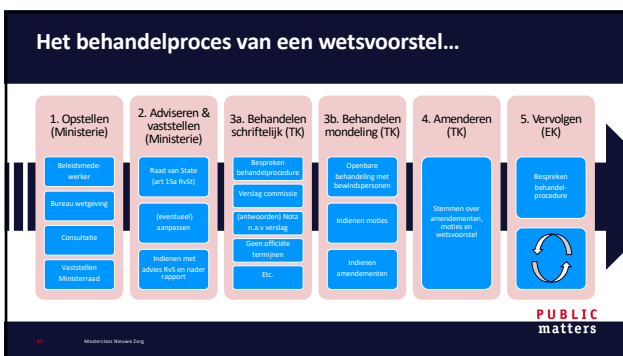 Het behandelproces van een wetsvoorstel…
1. Opstellen
(Ministerie)
Beleidsmede-
werker
Bureau wetgeving
Consultatie
Vaststellen
Ministerraad
2. Adviseren &
vaststellen
(Ministerie)
Raad van State
(art 15a RvSt)
(eventueel)
aanpassen
Indienen met
advies RvS en nader
rapport
3a. Behandelen
schriftelijk (TK)
Bespreken
behandelprocedure
Verslag commissie
(antwoorden) Nota
n.a.v verslag
Geen officiële
termijnen
Etc.
3b. Behandelen
mondeling (TK)
Openbare
behandeling met
bewindspersonen
Indienen moties
Indienen
amendementen
4. Amenderen
(TK)
Stemmen over
amendementen,
moties en
wetsvoorstel
5. Vervolgen
(EK)
Bespreken
behandel-
procedure
PUBLIC
matters
Masterclass Nieuwe Zorg